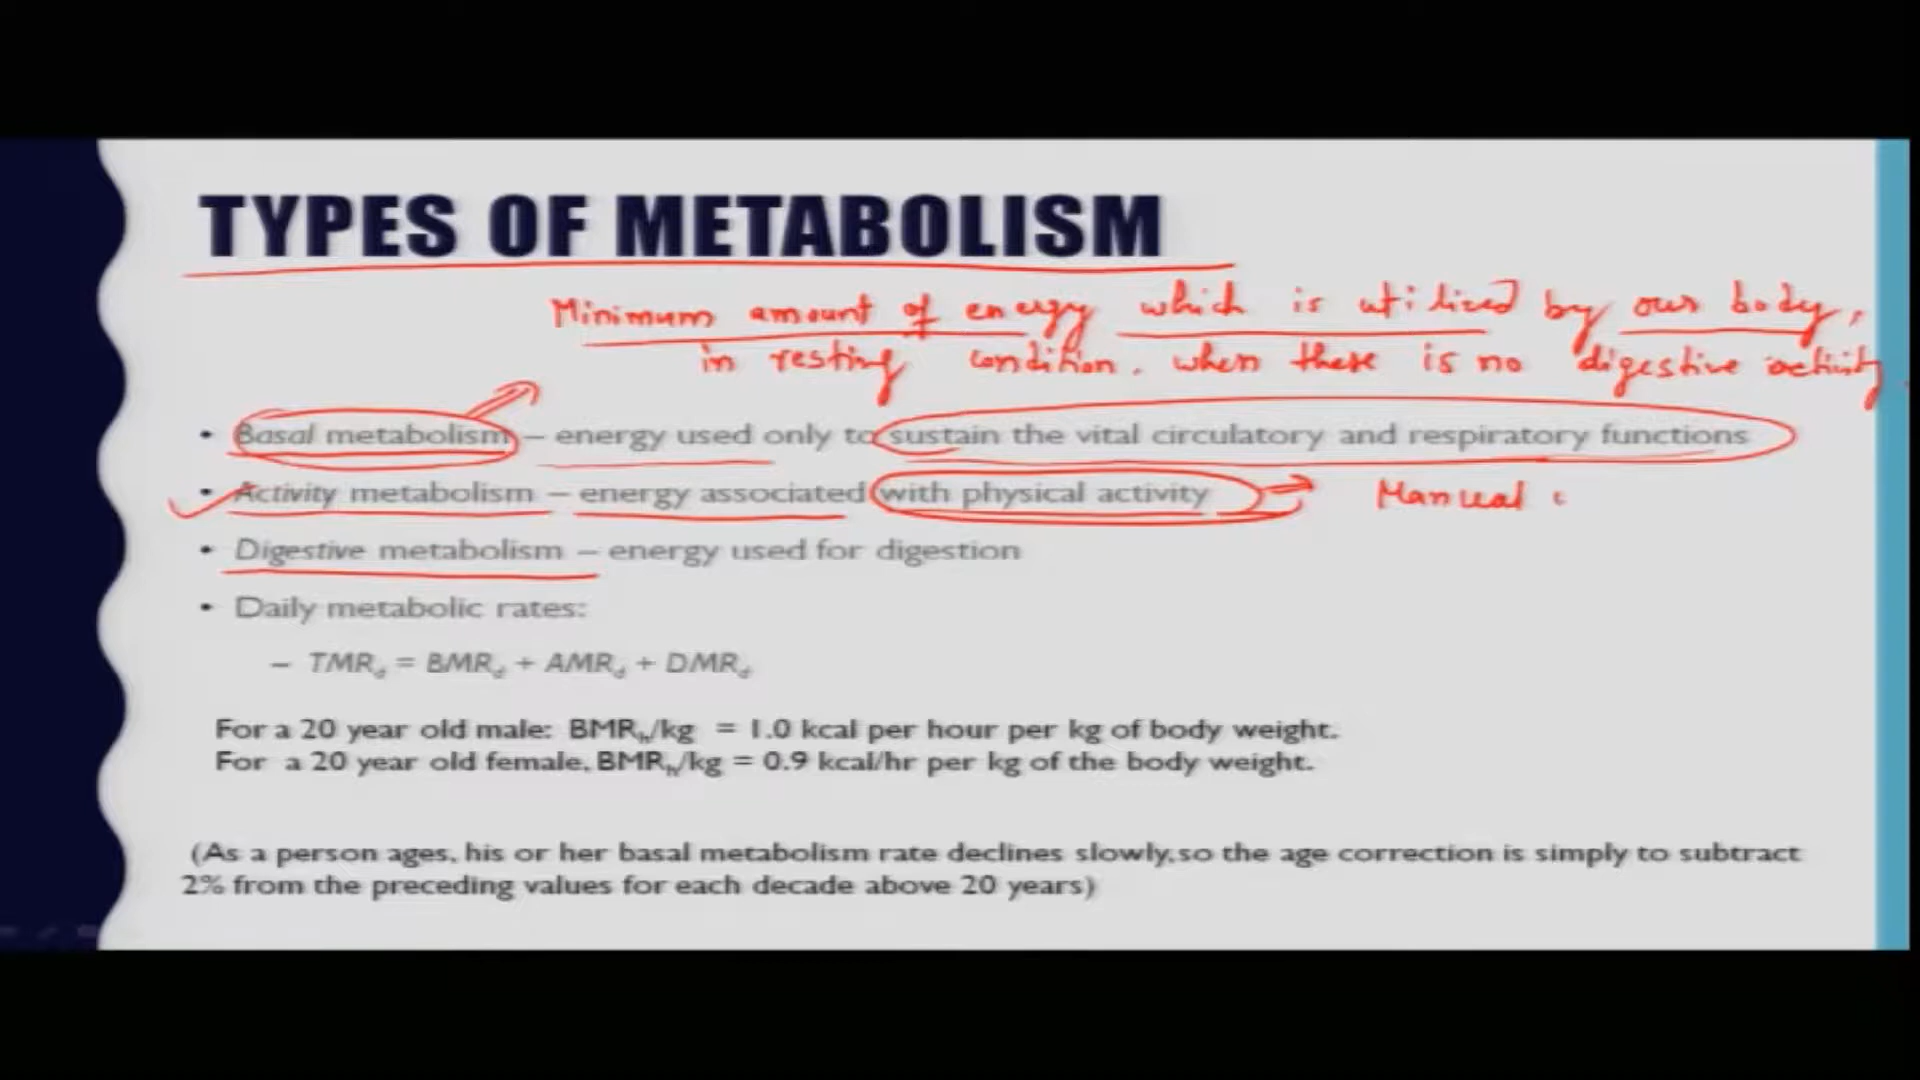 TYPES OF METABOLISM
Minimum amount of energy which is utilized by our body,
in resting condition. when there is no digestive activity.
• Basal metabolism – energy used only to sustain the vital circulatory and respiratory functions
• Activity metabolism – energy associated with physical activity → Manual
• Digestive metabolism – energy used for digestion
• Daily metabolic rates:
– TMRd = BMRd + AMRd + DMRd
For a 20 year old male: BMRh/kg = 1.0 kcal per hour per kg of body weight.
For a 20 year old female, BMRh/kg = 0.9 kcal/hr per kg of the body weight.
(As a person ages, his or her basal metabolism rate declines slowly,so the age correction is simply to subtract
2% from the preceding values for each decade above 20 years)